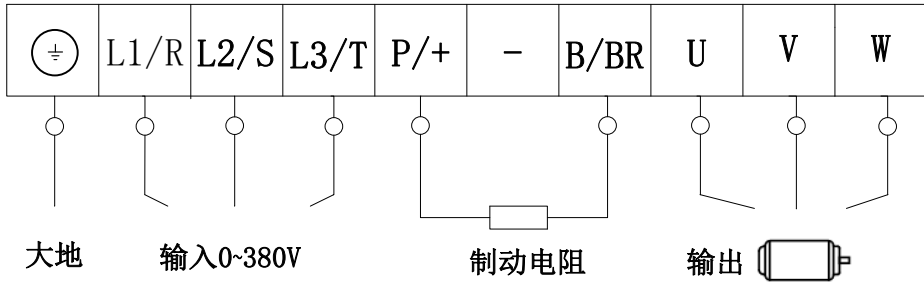 L1/R L2/S L3/T P/+ - B/BR U V W
大地 输入0~380V 制动电阻 输出